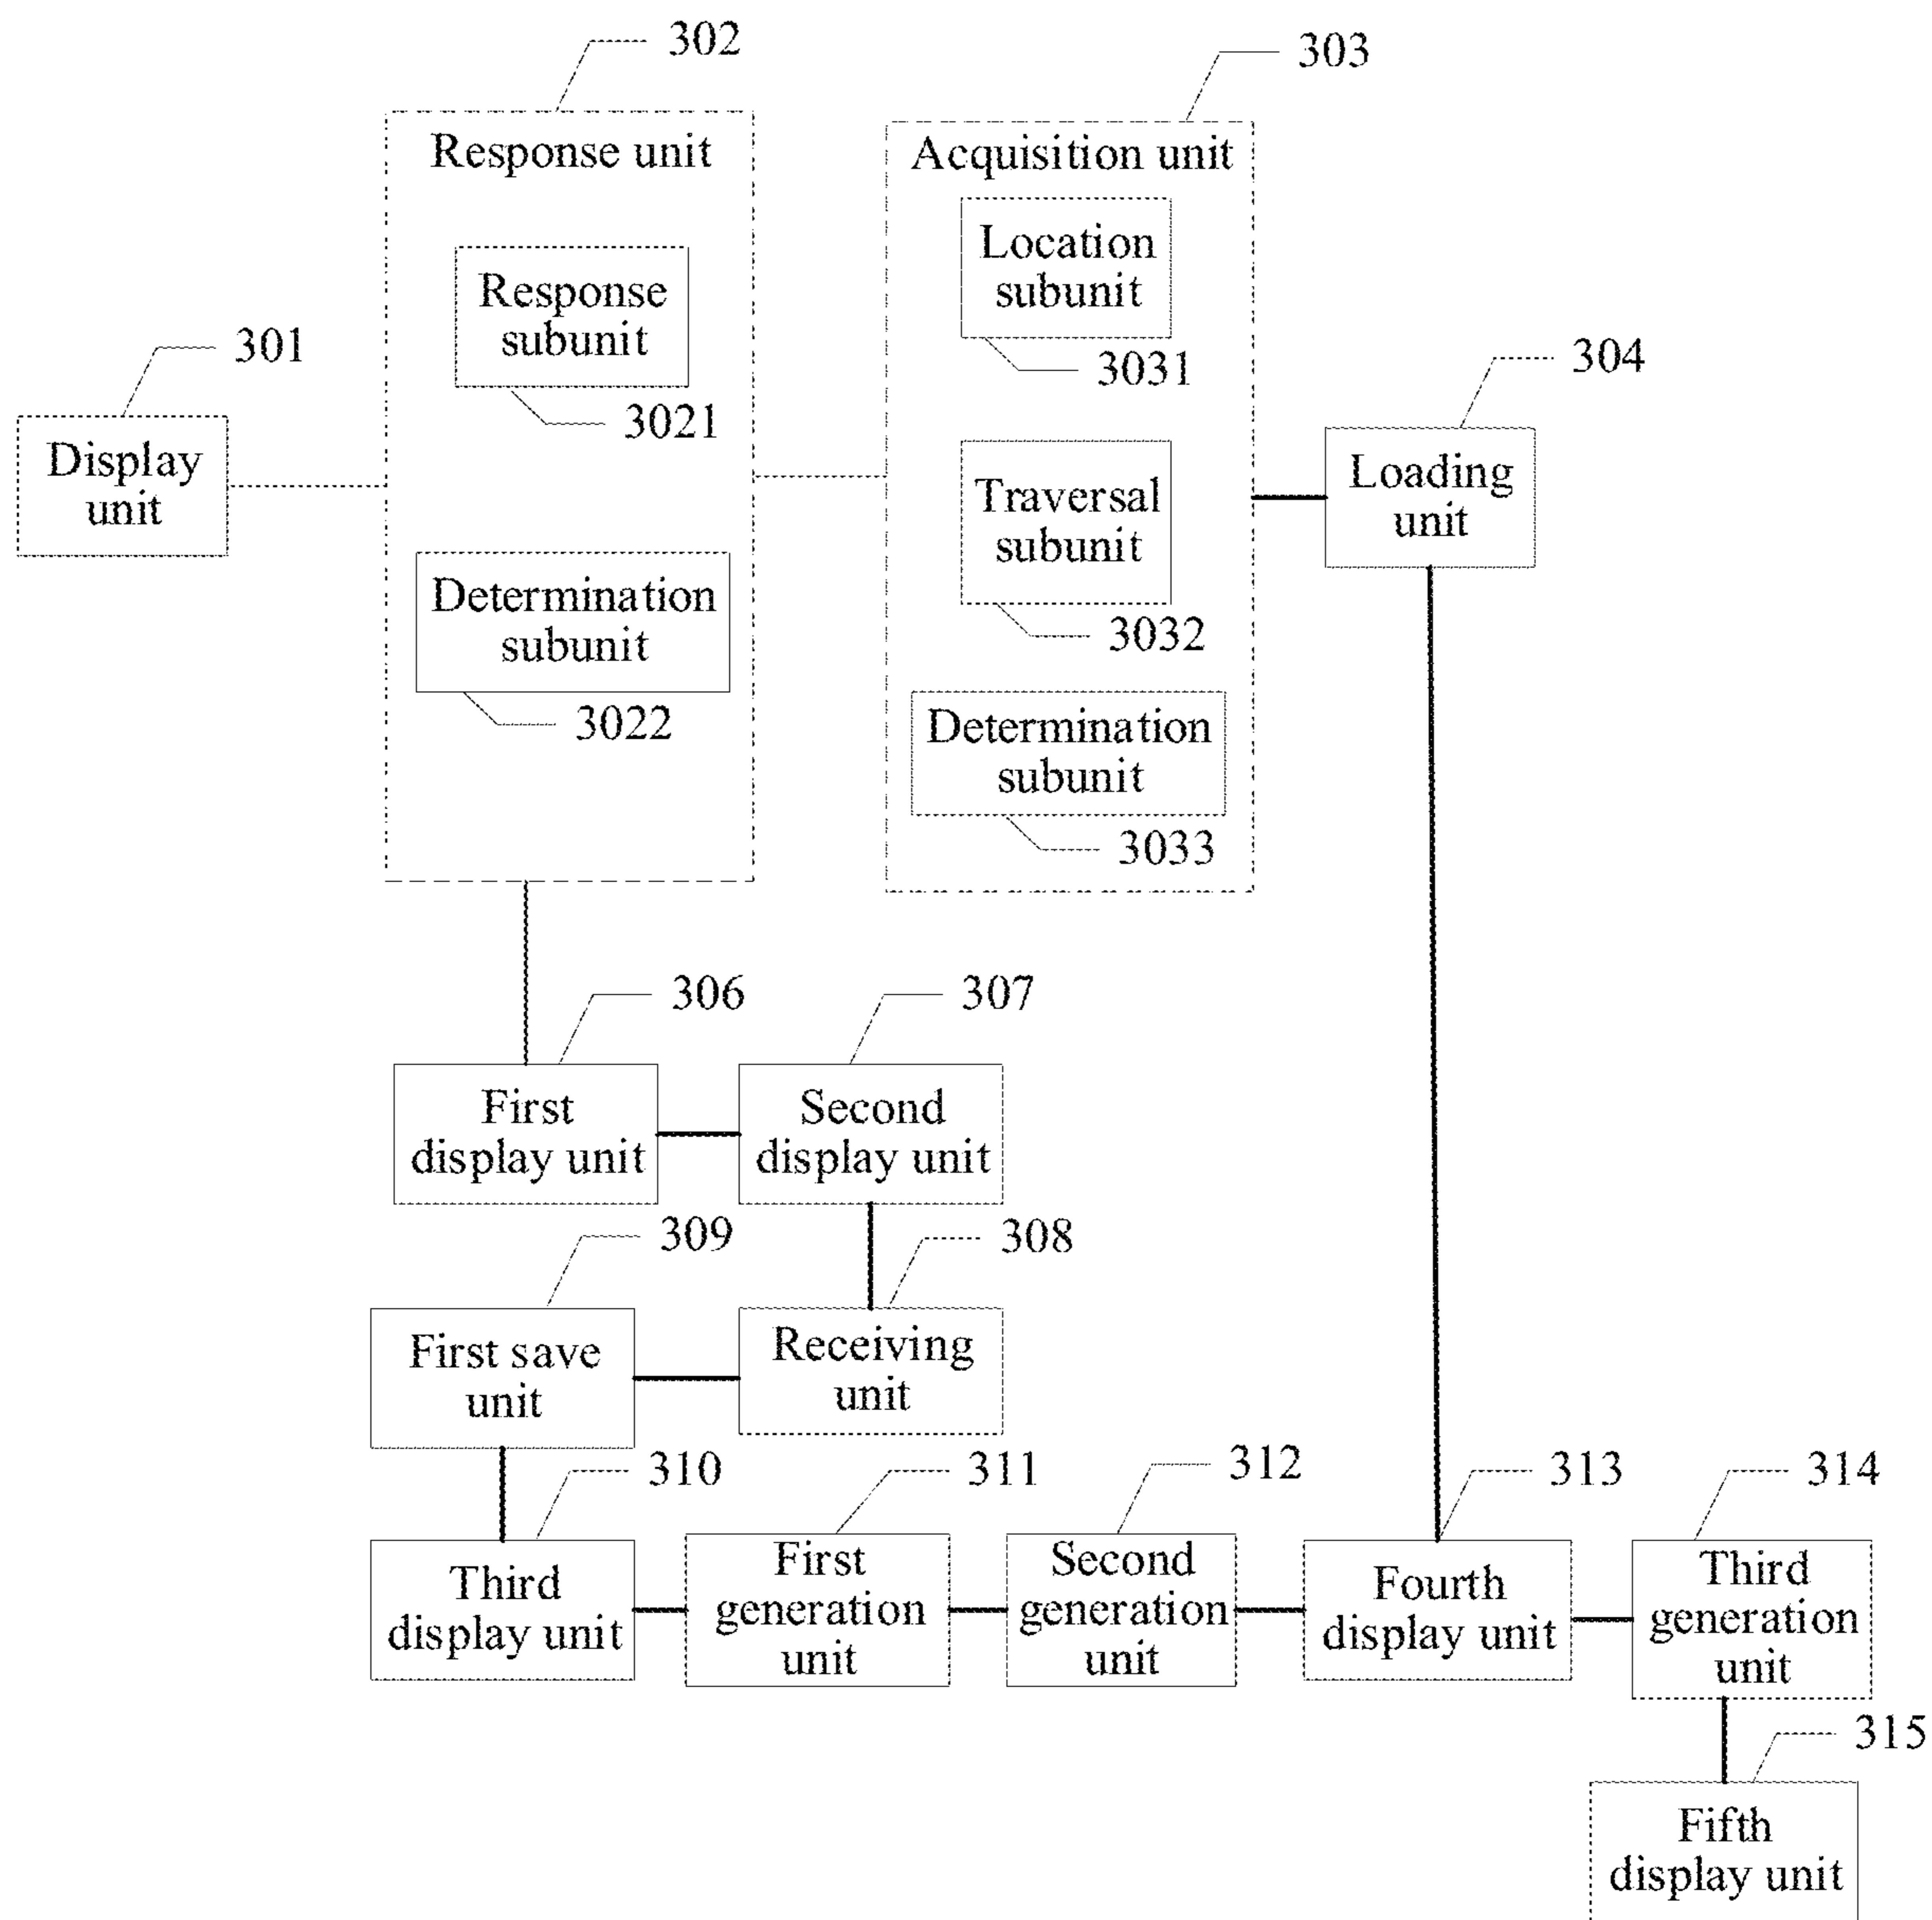 302
303
Response unit
Acquisition unit
Location
subunit
Response
subunit
3031
301
304
3021
Display
unit
Traversal
subunit
Loading
unit
Determination
subunit
3032
3022
Determination
subunit
3033
306
307
First
display unit
Second
display unit
309
308
First save
unit
Receiving
unit
310
311
312
313
314
Third
display unit
First
generation
unit
Second
generation
unit
Fourth
display unit
Third
generation
unit
315
Fifth
display unit